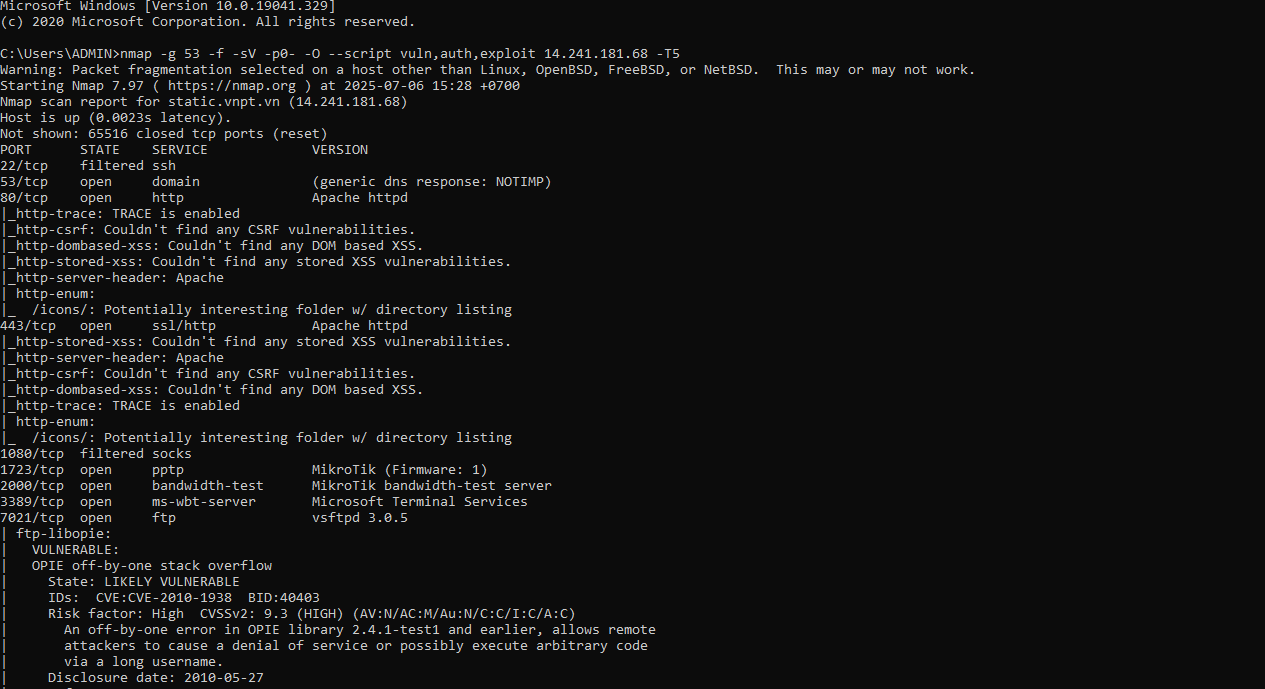 Microsoft Windows [Version 10.0.19041.329]
(c) 2020 Microsoft Corporation. All rights reserved.

C:\Users\ADMIN>nmap -g 53 -f -sV -p0- -O --script vuln,auth,exploit 14.241.181.68 -T5
Warning: Packet fragmentation selected on a host other than Linux, OpenBSD, FreeBSD, or NetBSD.  This may or may not work.
Starting Nmap 7.97 ( https://nmap.org ) at 2025-07-06 15:28 +0700
Nmap scan report for static.vnpt.vn (14.241.181.68)
Host is up (0.0023s latency).
Not shown: 65516 closed tcp ports (reset)
PORT      STATE    SERVICE            VERSION
22/tcp    filtered ssh
53/tcp    open     domain             (generic dns response: NOTIMP)
80/tcp    open     http               Apache httpd
|_http-trace: TRACE is enabled
|_http-csrf: Couldn't find any CSRF vulnerabilities.
|_http-dombased-xss: Couldn't find any DOM based XSS.
|_http-stored-xss: Couldn't find any stored XSS vulnerabilities.
|_http-server-header: Apache
| http-enum:
|_  /icons/: Potentially interesting folder w/ directory listing
443/tcp   open     ssl/http           Apache httpd
|_http-stored-xss: Couldn't find any stored XSS vulnerabilities.
|_http-server-header: Apache
|_http-csrf: Couldn't find any CSRF vulnerabilities.
|_http-dombased-xss: Couldn't find any DOM based XSS.
|_http-trace: TRACE is enabled
| http-enum:
|_  /icons/: Potentially interesting folder w/ directory listing
1080/tcp  filtered socks
1723/tcp  open     pptp               MikroTik (Firmware: 1)
2000/tcp  open     bandwidth-test     MikroTik bandwidth-test server
3389/tcp  open     ms-wbt-server      Microsoft Terminal Services
7021/tcp  open     ftp                vsftpd 3.0.5
| ftp-libopie:
|   VULNERABLE:
|   OPIE off-by-one stack overflow
|     State: LIKELY VULNERABLE
|     IDs:  CVE:CVE-2010-1938  BID:40403
|     Risk factor: High  CVSSv2: 9.3 (HIGH) (AV:N/AC:M/Au:N/C:C/I:C/A:C)
|       An off-by-one error in OPIE library 2.4.1-test1 and earlier, allows remote
|       attackers to cause a denial of service or possibly execute arbitrary code
|       via a long username.
|     Disclosure date: 2010-05-27